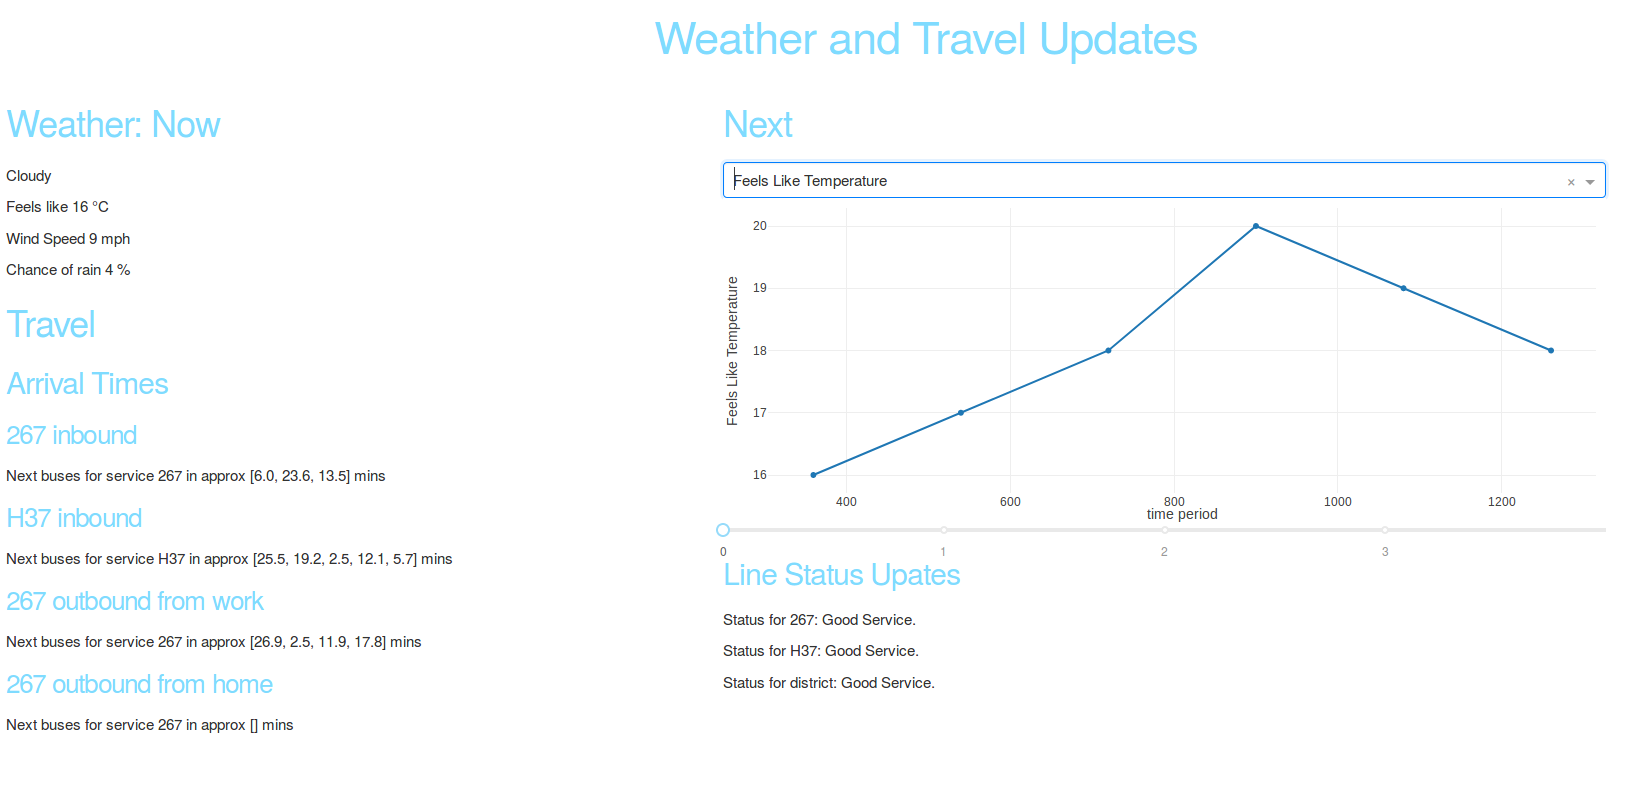 Weather and Travel Updates
Weather: Now
Cloudy
Feels like 16 °C
Wind Speed 9 mph
Chance of rain 4 %
Travel
Arrival Times
267 inbound
Next buses for service 267 in approx [6.0, 23.6, 13.5] mins
H37 inbound
Next buses for service H37 in approx [25.5, 19.2, 2.5, 12.1, 5.7] mins
267 outbound from work
Next buses for service 267 in approx [26.9, 2.5, 11.9, 17.8] mins
267 outbound from home
Next buses for service 267 in approx [] mins
Next
Feels Like Temperature ×
Feels Like Temperature
20
19
18
17
16
400 600 800 1000 1200
time period
0 1 2 3
Line Status Upates
Status for 267: Good Service.
Status for H37: Good Service.
Status for district: Good Service.